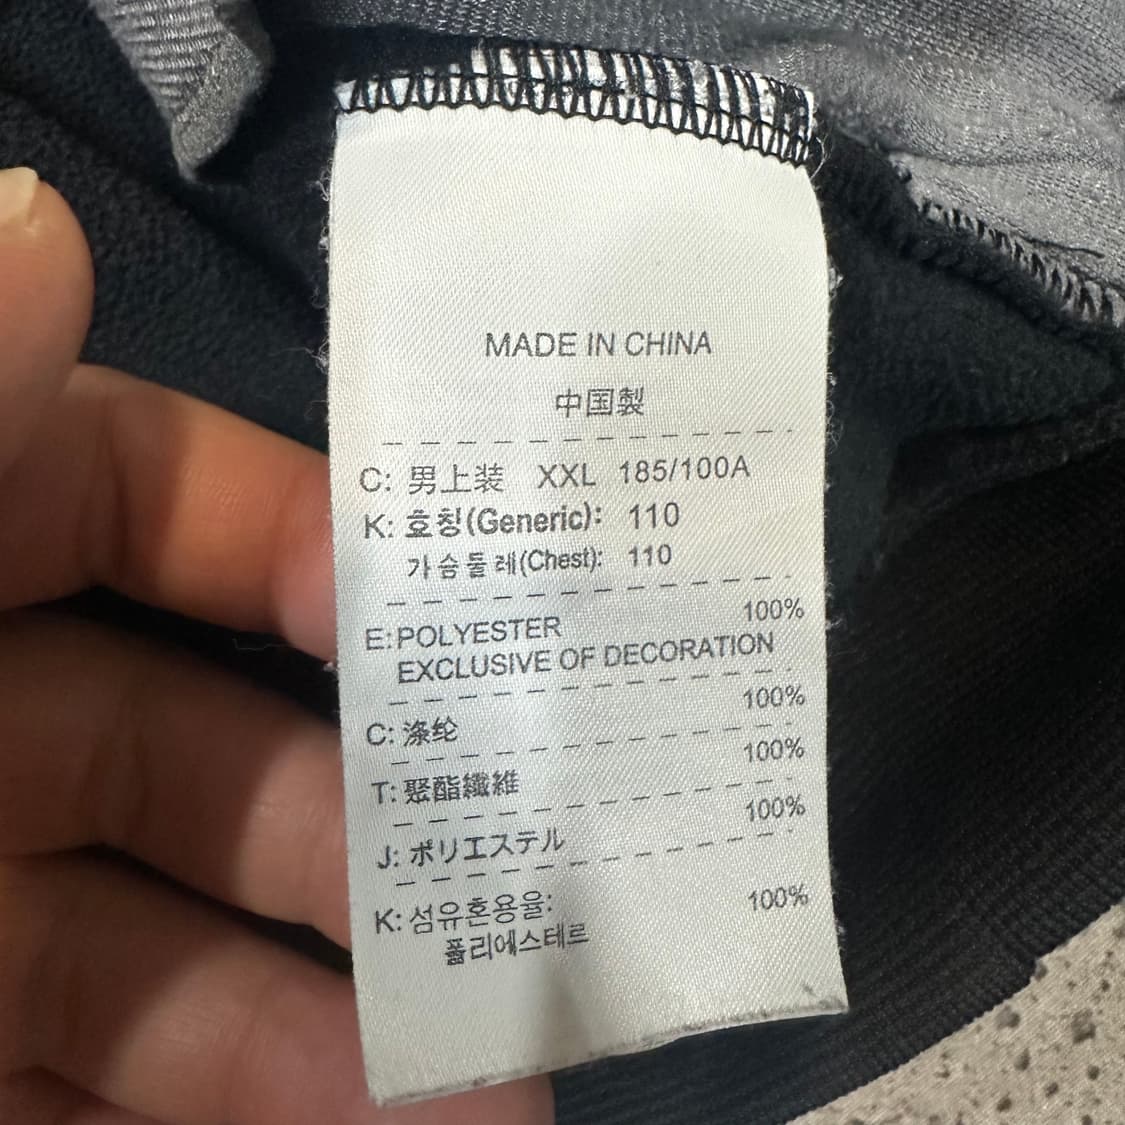 MADE IN CHINA
中国製
C: 男上装 XXL 185/100A
K: 호칭(Generic): 110
가슴둘레(Chest): 110
E:POLYESTER 100%
EXCLUSIVE OF DECORATION
C: 涤纶 100%
T: 聚酯纖維 100%
J: ポリエステル 100%
K: 섬유혼용율: 100%
폴리에스테르